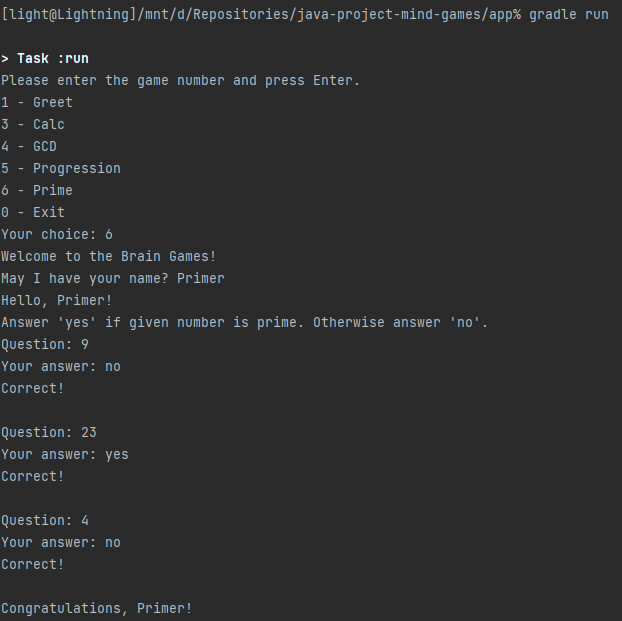 [light@Lightning]/mnt/d/Repositories/java-project-mind-games/app% gradle run
> Task :run
Please enter the game number and press Enter.
1 - Greet
3 - Calc
4 - GCD
5 - Progression
6 - Prime
0 - Exit
Your choice: 6
Welcome to the Brain Games!
May I have your name? Primer
Hello, Primer!
Answer 'yes' if given number is prime. Otherwise answer 'no'.
Question: 9
Your answer: no
Correct!
Question: 23
Your answer: yes
Correct!
Question: 4
Your answer: no
Correct!
Congratulations, Primer!